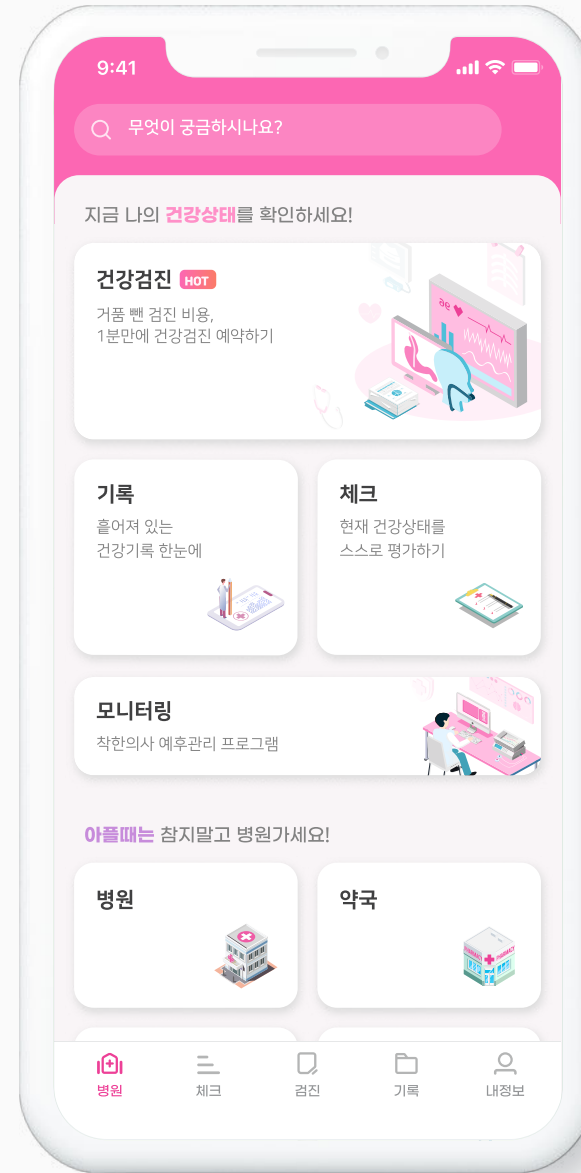 9:41
무엇이 궁금하시나요?
지금 나의 건강상태를 확인하세요!
건강검진 HOT
거품 뺀 검진 비용,
1분만에 건강검진 예약하기
기록
흩어져 있는
건강기록 한눈에
체크
현재 건강상태를
스스로 평가하기
모니터링
착한의사 예후관리 프로그램
아플때는 참지말고 병원가세요!
병원
약국
PHARMACY
병원
체크
검진
기록
내정보